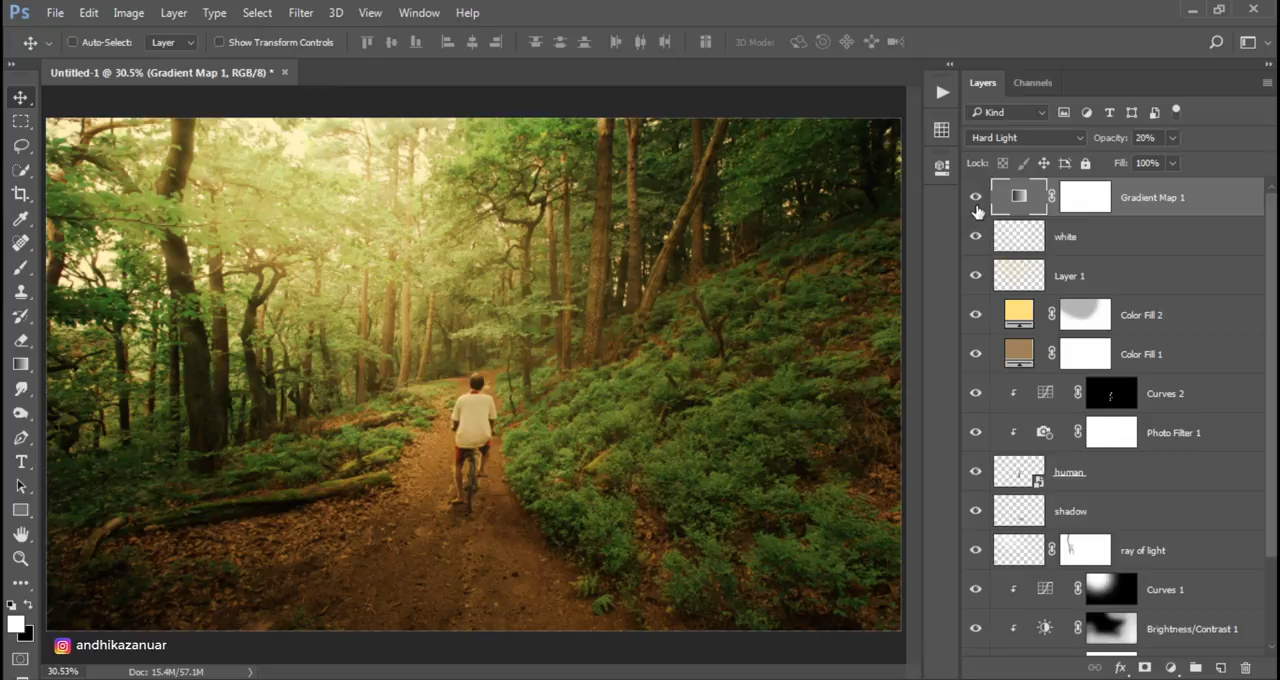 Ps File Edit Image Layer Type Select Filter 3D View Window Help
Auto-Select: Layer Show Transform Controls 3D Mode:
Untitled-1 @ 30.5% (Gradient Map 1, RGB/8) *
Layers Channels
Kind
Hard Light Opacity: 20%
Lock: Fill: 100%
Gradient Map 1
white
Layer 1
Color Fill 2
Color Fill 1
Curves 2
Photo Filter 1
human
shadow
ray of light
Curves 1
Brightness/Contrast 1
andhikazanuar
30.53% Doc: 15.4M/57.1M
fx